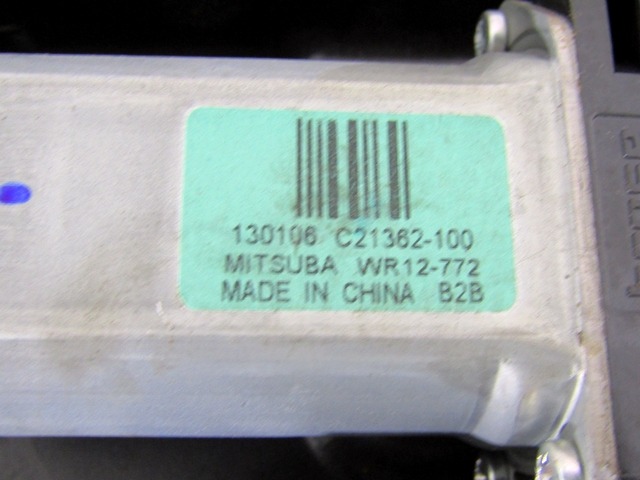 130106 C21362-100
MITSUBA WR12-772
MADE IN CHINA B2B